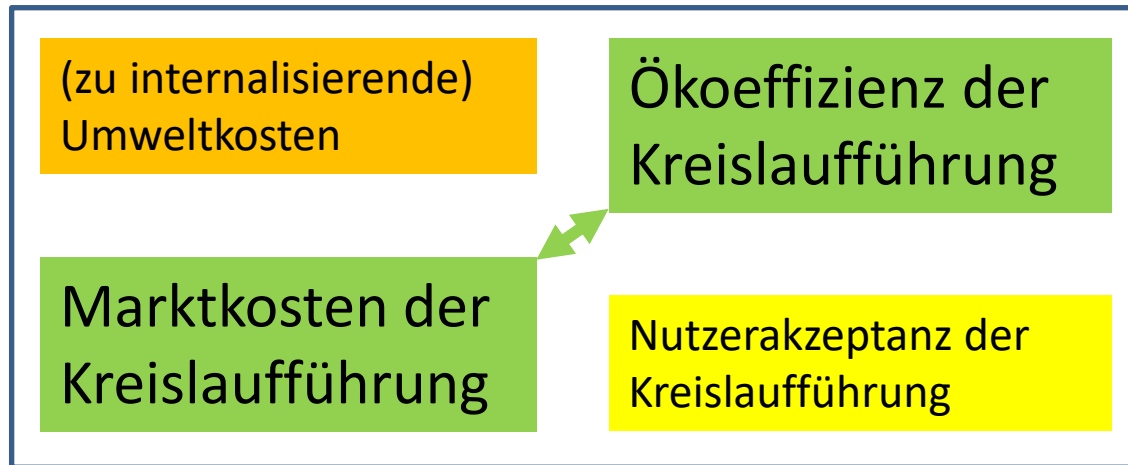 (zu internalisierende)
Umweltkosten
Ökoeffizienz der
Kreislaufführung
Marktkosten der
Kreislaufführung
Nutzerakzeptanz der
Kreislaufführung